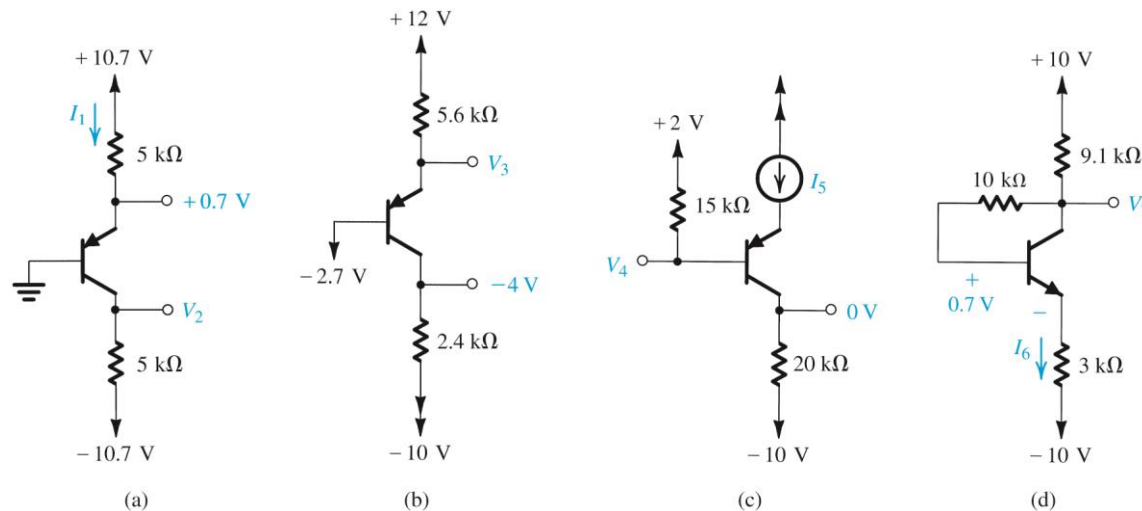 +10.7 V
I1
5 kΩ
+0.7 V
V2
5 kΩ
−10.7 V
(a)
+12 V
5.6 kΩ
V3
−2.7 V
−4 V
2.4 kΩ
−10 V
(b)
+2 V
15 kΩ
I5
V4
0 V
20 kΩ
−10 V
(c)
+10 V
9.1 kΩ
10 kΩ
V
+
0.7 V
−
I6
3 kΩ
−10 V
(d)